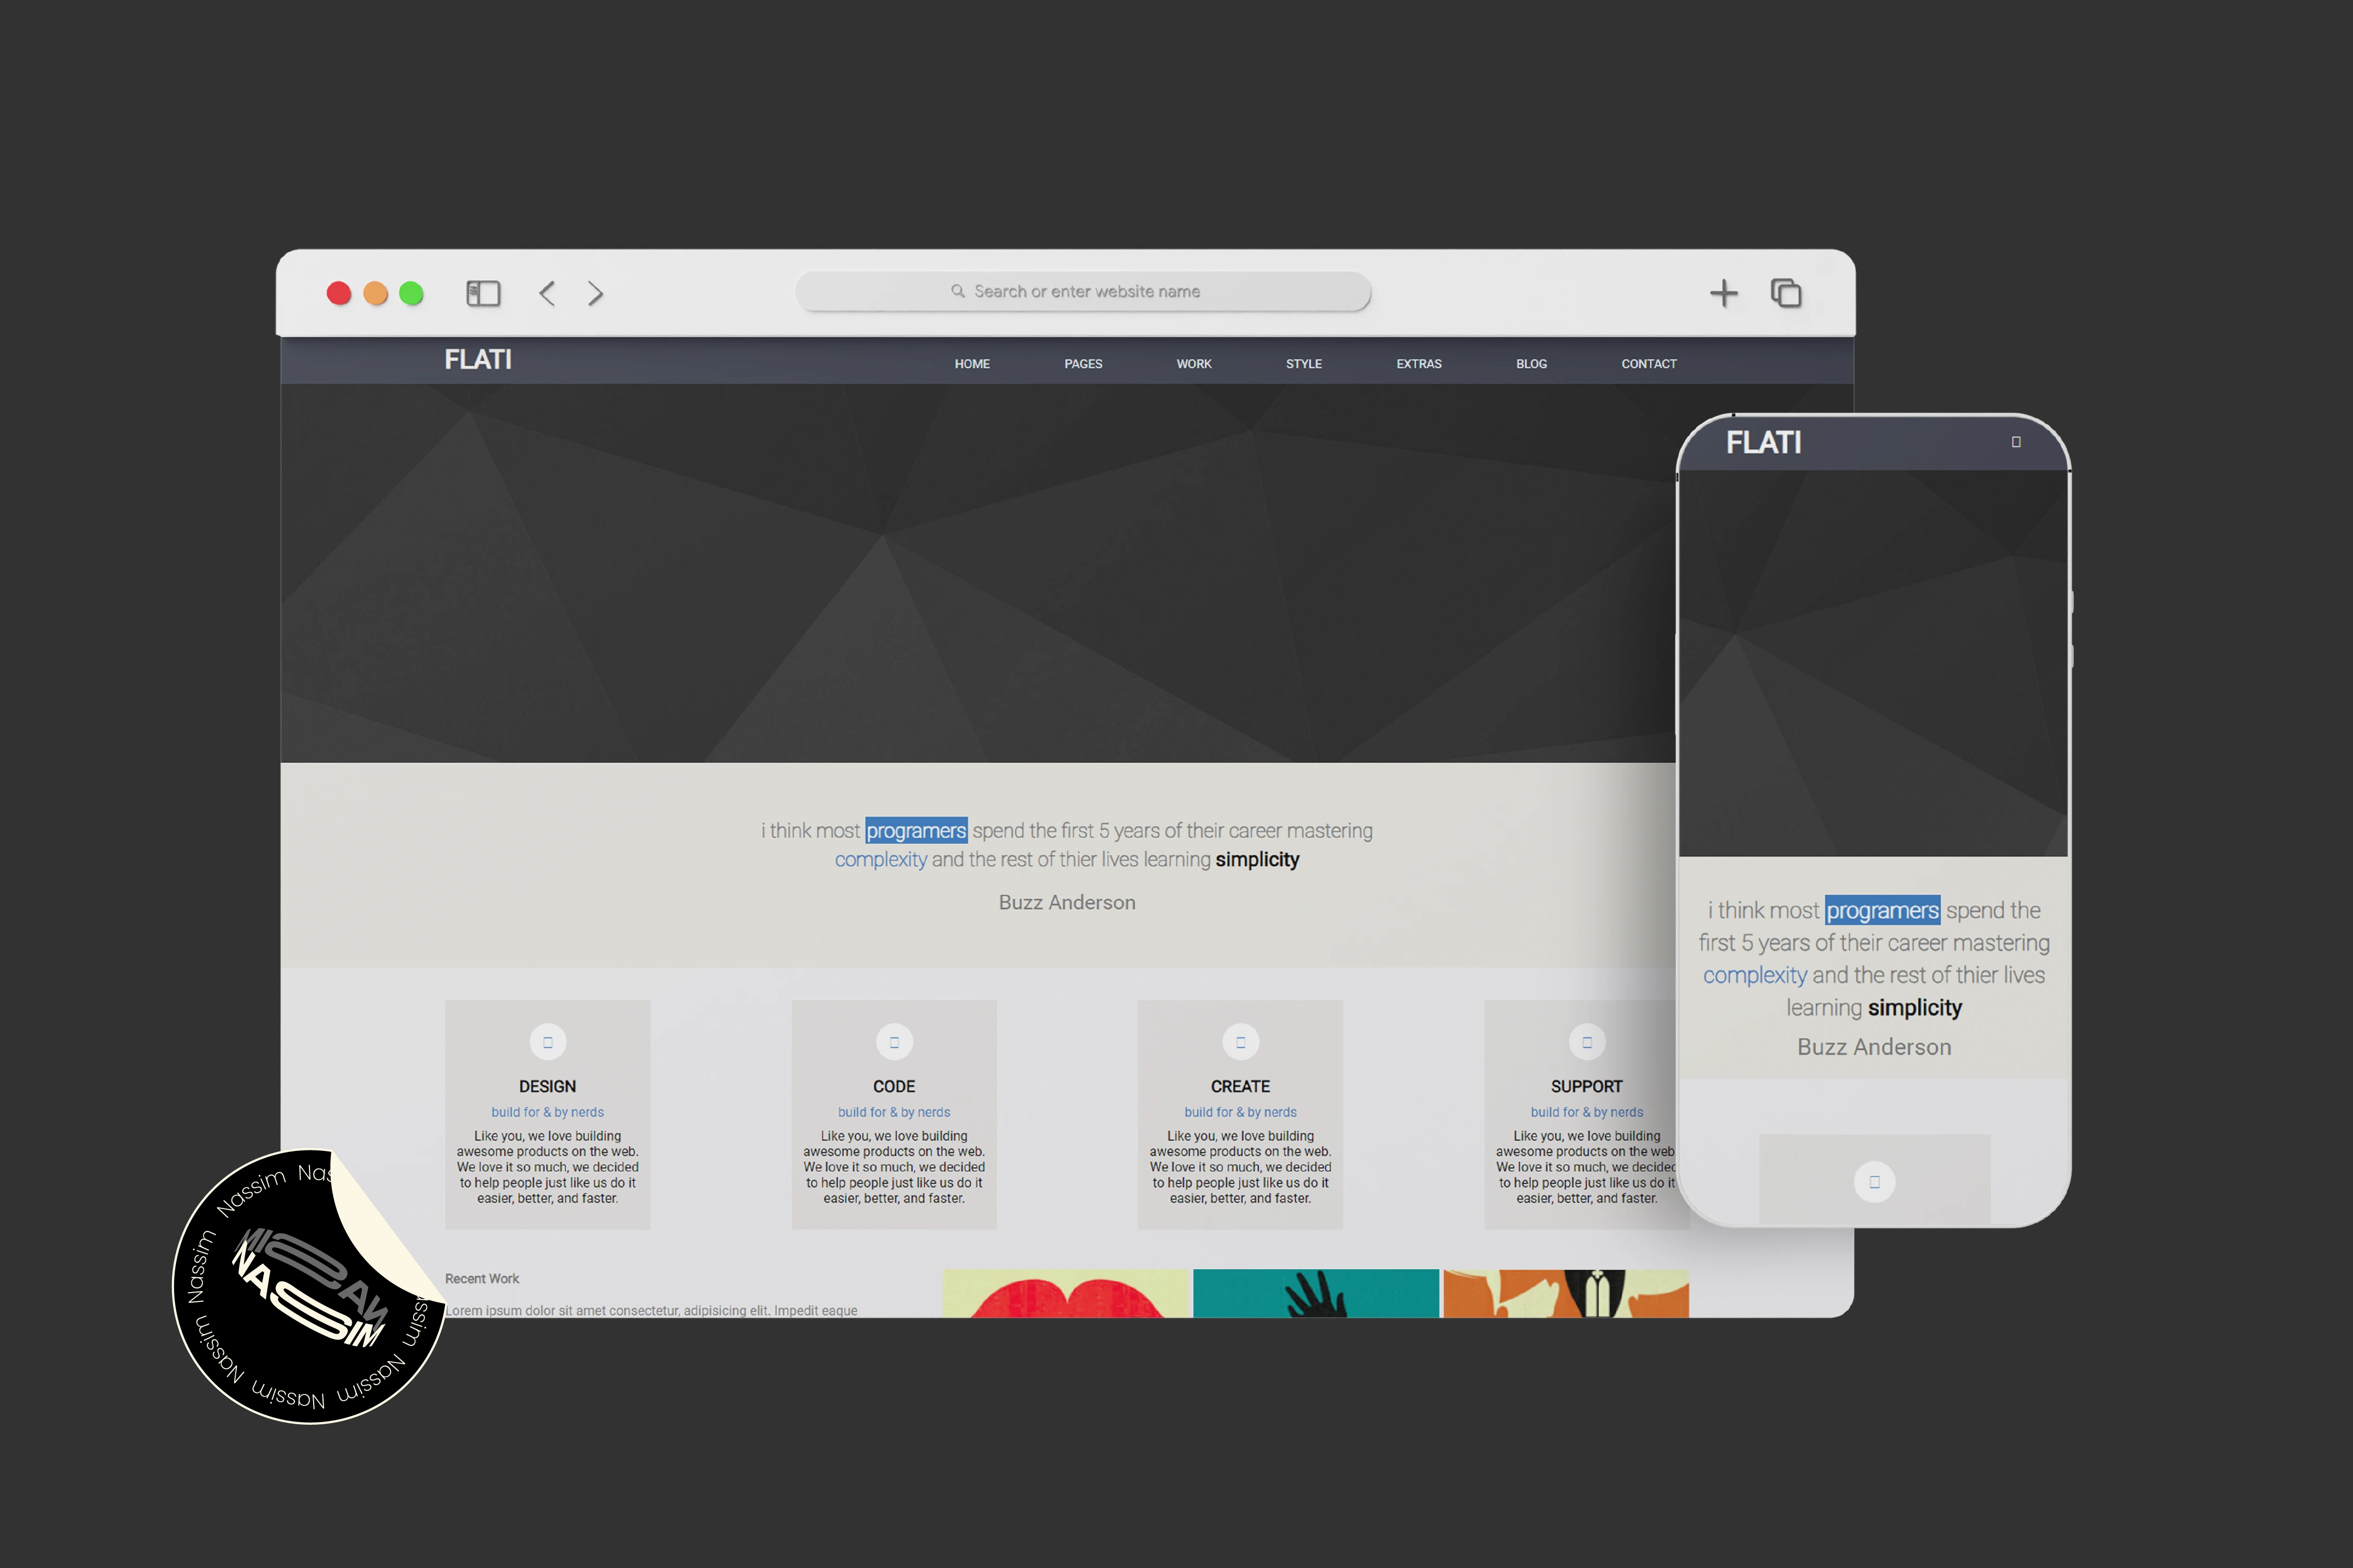 Search or enter website name
FLATI
HOME PAGES WORK STYLE EXTRAS BLOG CONTACT
i think most programers spend the first 5 years of their career mastering
complexity and the rest of thier lives learning simplicity
Buzz Anderson
DESIGN
build for & by nerds
Like you, we love building
awesome products on the web.
We love it so much, we decided
to help people just like us do it
easier, better, and faster.
CODE
build for & by nerds
Like you, we love building
awesome products on the web.
We love it so much, we decided
to help people just like us do it
easier, better, and faster.
CREATE
build for & by nerds
Like you, we love building
awesome products on the web.
We love it so much, we decided
to help people just like us do it
easier, better, and faster.
SUPPORT
build for & by nerds
Like you, we love building
awesome products on the web.
We love it so much, we decided
to help people just like us do it
easier, better, and faster.
Recent Work
Lorem ipsum dolor sit amet consectetur, adipisicing elit. Impedit eaque
FLATI
i think most programers spend the
first 5 years of their career mastering
complexity and the rest of thier lives
learning simplicity
Buzz Anderson
Nassim Nassim Nas
assim Nassim Nassim Nassim Nassim
NASSIM
NASSIM